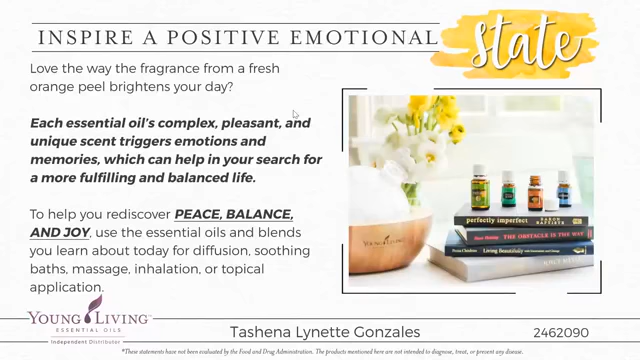 INSPIRE A POSITIVE EMOTIONAL
state
Love the way the fragrance from a fresh
orange peel brightens your day?
Each essential oil's complex, pleasant, and
unique scent triggers emotions and
memories, which can help in your search for
a more fulfilling and balanced life.
To help you rediscover PEACE, BALANCE,
AND JOY, use the essential oils and blends
you learn about today for diffusion, soothing
baths, massage, inhalation, or topical
application.
YOUNG LIVING
perfectly imperfect
THE OBSTACLE IS THE WAY
Living Beautifully
YOUNG LIVING™
ESSENTIAL OILS
Independent Distributor
Tashena Lynette Gonzales
2462090
*These statements have not been evaluated by the Food and Drug Administration. The products mentioned here are not intended to diagnose, treat, or prevent any disease.